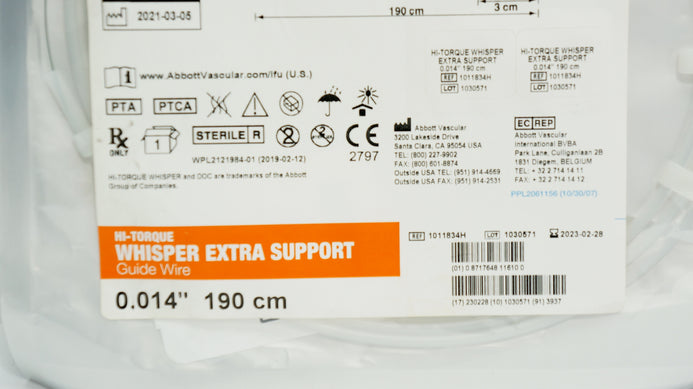 190 cm
3 cm
2021-03-05
www.AbbottVascular.com/ifu (U.S.)
PTA PTCA
Rx ONLY
1
STERILE R
2
2
CE
2797
WPL2121984-01 (2019-02-12)
HI-TORQUE WHISPER and DOC are trademarks of the Abbott
Group of Companies.
HI-TORQUE WHISPER
EXTRA SUPPORT
0.014" 190 cm
REF 1011834H
LOT 1030571
HI-TORQUE WHISPER
EXTRA SUPPORT
0.014" 190 cm
REF 1011834H
LOT 1030571
Abbott Vascular
3200 Lakeside Drive
Santa Clara, CA 95054 USA
TEL: (800) 227-9902
FAX: (800) 601-8874
Outside USA TEL: (951) 914-4669
Outside USA FAX: (951) 914-2531
EC REP
Abbott Vascular
International BVBA
Park Lane, Culliganlaan 2B
1831 Diegem, BELGIUM
TEL: + 32 2 714 14 11
FAX: + 32 2 714 14 12
PPL2061156 (10/30/07)
HI-TORQUE
WHISPER EXTRA SUPPORT
Guide Wire
0.014" 190 cm
REF 1011834H LOT 1030571 2023-02-28
(01) 0 8717648 11610 0
(17) 230228 (10) 1030571 (91) 3937